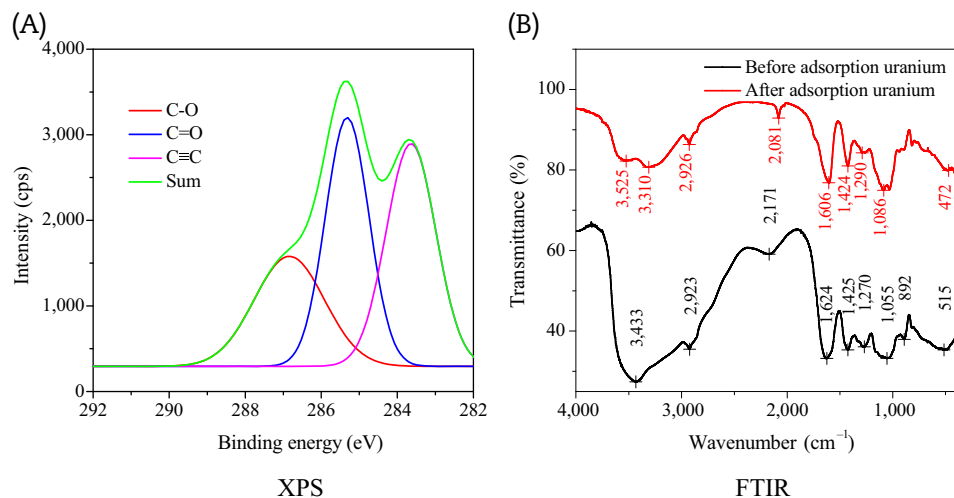 (A)
4,000
3,000
2,000
1,000
0
Intensity (cps)
C-O
C=O
C≡C
Sum
292
290
288
286
284
282
Binding energy (eV)
XPS
(B)
100
80
60
40
Transmittance (%)
Before adsorption uranium
After adsorption uranium
3,525
3,310
2,926
2,081
1,606
1,424
1,290
1,086
472
3,433
2,923
2,171
1,624
1,425
1,270
1,055
892
515
4,000
3,000
2,000
1,000
Wavenumber (cm⁻¹)
FTIR